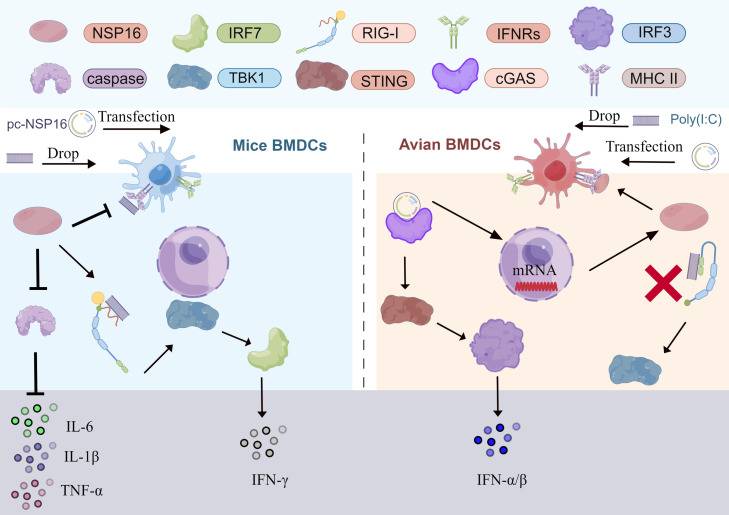 NSP16
IRF7
RIG-I
IFNRs
IRF3
caspase
TBK1
STING
cGAS
MHC II
pc-NSP16
Transfection
Drop
Mice BMDCs
Avian BMDCs
Drop
Poly(I:C)
Transfection
mRNA
IL-6
IL-1β
TNF-α
IFN-γ
IFN-α/β